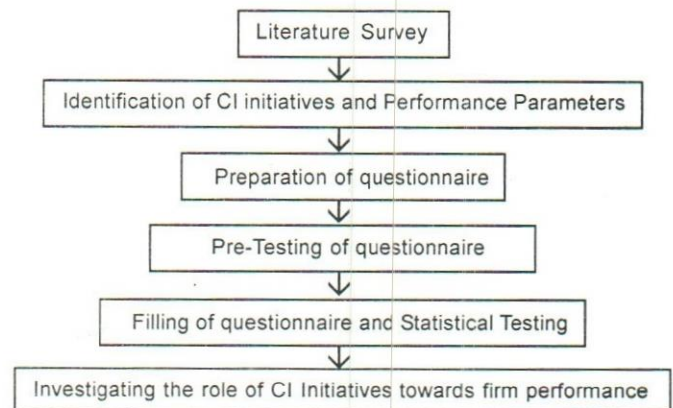 Literature Survey
Identification of CI initiatives and Performance Parameters
Preparation of questionnaire
Pre-Testing of questionnaire
Filling of questionnaire and Statistical Testing
Investigating the role of CI Initiatives towards firm performance